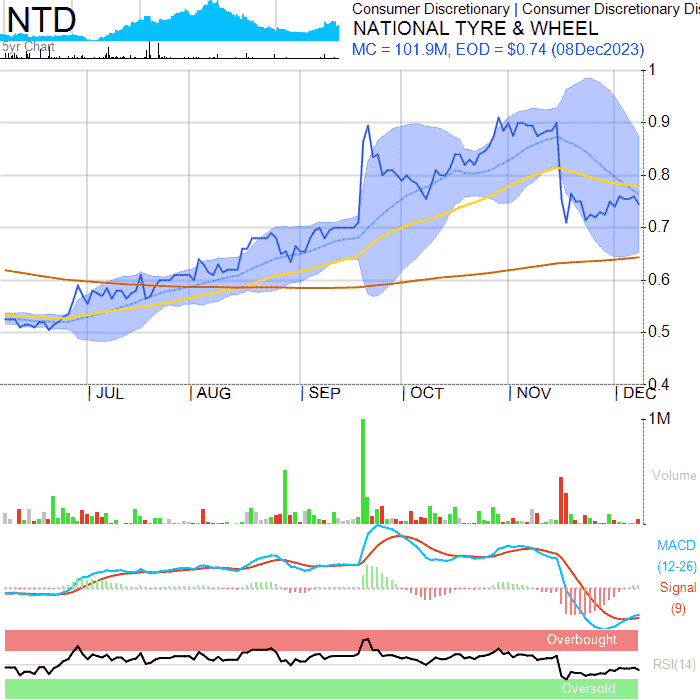 NTD
5yr Chart
Consumer Discretionary | Consumer Discretionary Dis
NATIONAL TYRE & WHEEL
MC = 101.9M, EOD = $0.74 (08Dec2023)
1
0.9
0.8
0.7
0.6
0.5
0.4
JUL AUG SEP OCT NOV DEC
1M
Volume
MACD
(12-26)
Signal
(9)
Overbought
RSI(14)
Oversold